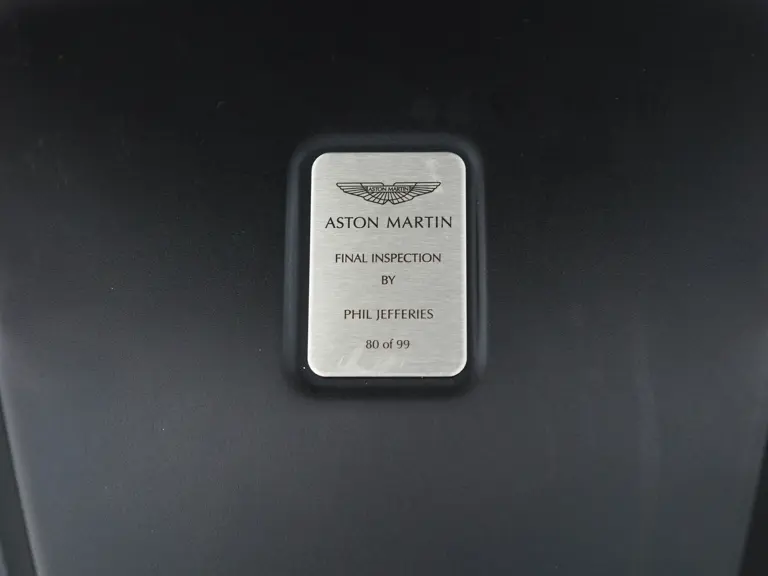 ASTON MARTIN
ASTON MARTIN
FINAL INSPECTION
BY
PHIL JEFFERIES
80 of 99